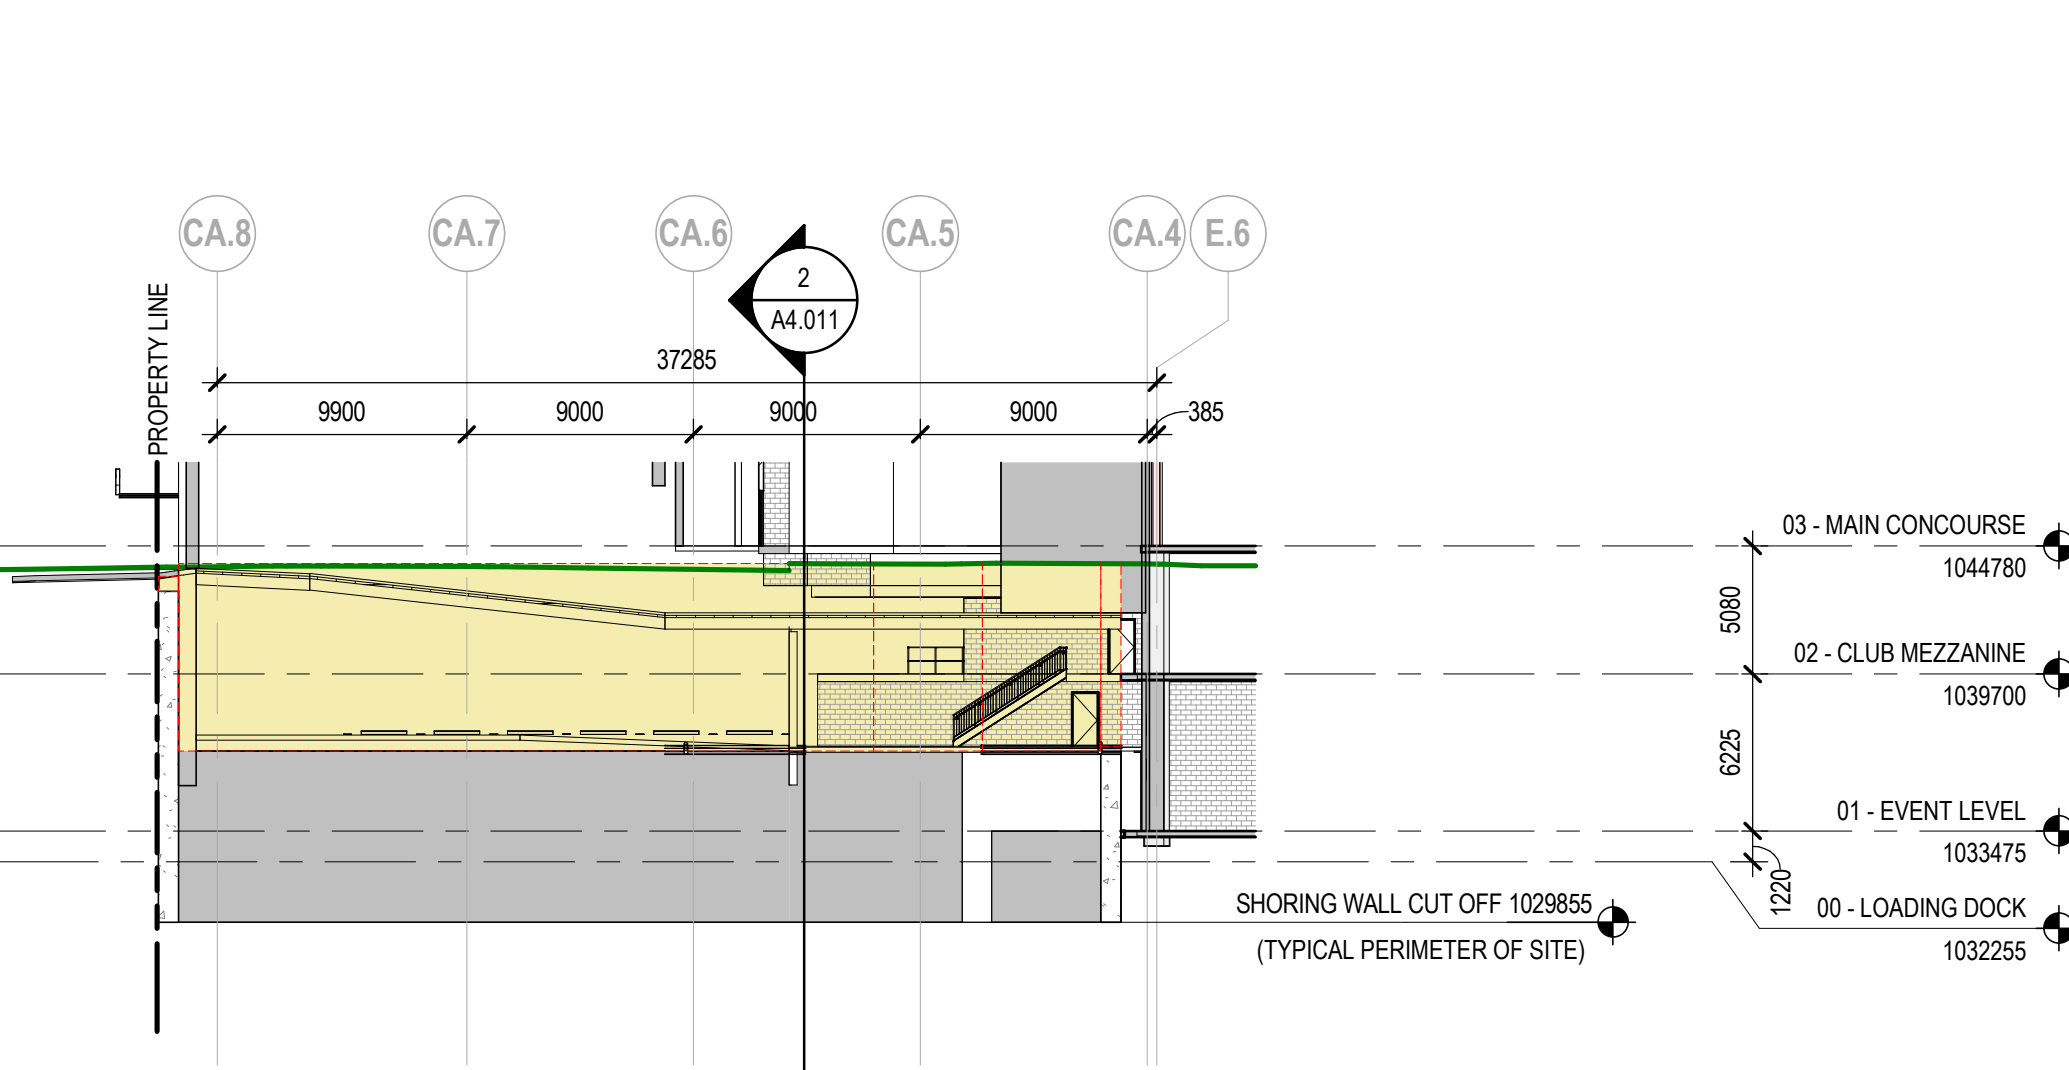 CA.8
CA.7
CA.6
CA.5
CA.4
E.6
2
A4.011
PROPERTY LINE
37285
9900
9000
9000
9000
385
03 - MAIN CONCOURSE
1044780
5080
02 - CLUB MEZZANINE
1039700
6225
01 - EVENT LEVEL
1033475
1220
00 - LOADING DOCK
1032255
SHORING WALL CUT OFF 1029855
(TYPICAL PERIMETER OF SITE)